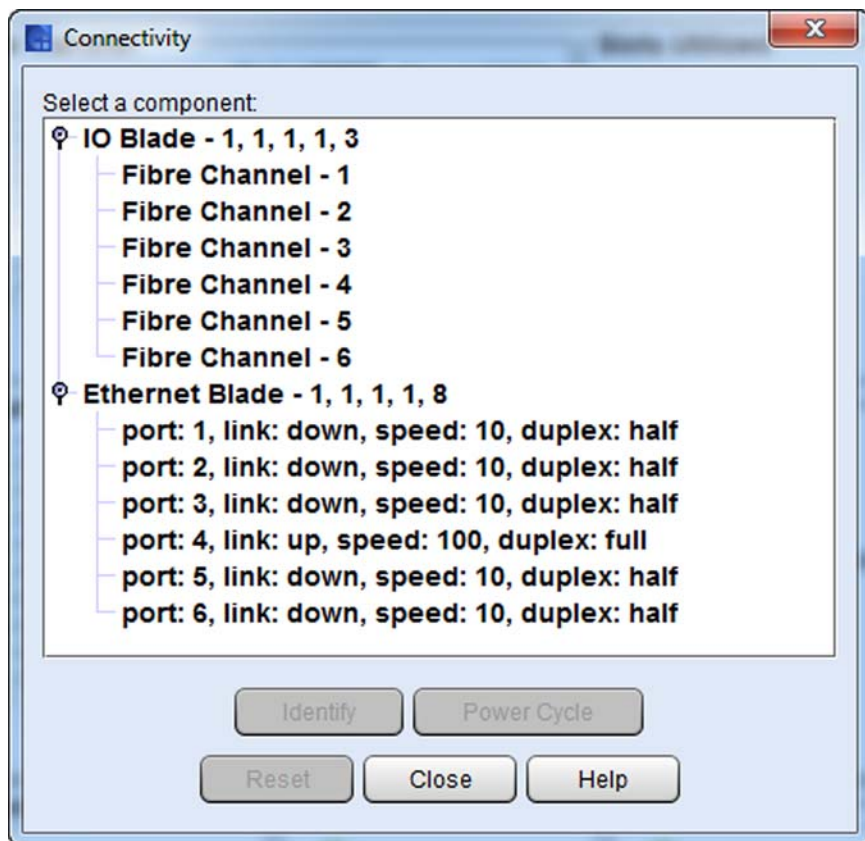 Connectivity
Select a component:
IO Blade - 1, 1, 1, 1, 3
Fibre Channel - 1
Fibre Channel - 2
Fibre Channel - 3
Fibre Channel - 4
Fibre Channel - 5
Fibre Channel - 6
Ethernet Blade - 1, 1, 1, 1, 8
port: 1, link: down, speed: 10, duplex: half
port: 2, link: down, speed: 10, duplex: half
port: 3, link: down, speed: 10, duplex: half
port: 4, link: up, speed: 100, duplex: full
port: 5, link: down, speed: 10, duplex: half
port: 6, link: down, speed: 10, duplex: half
Identify Power Cycle
Reset Close Help